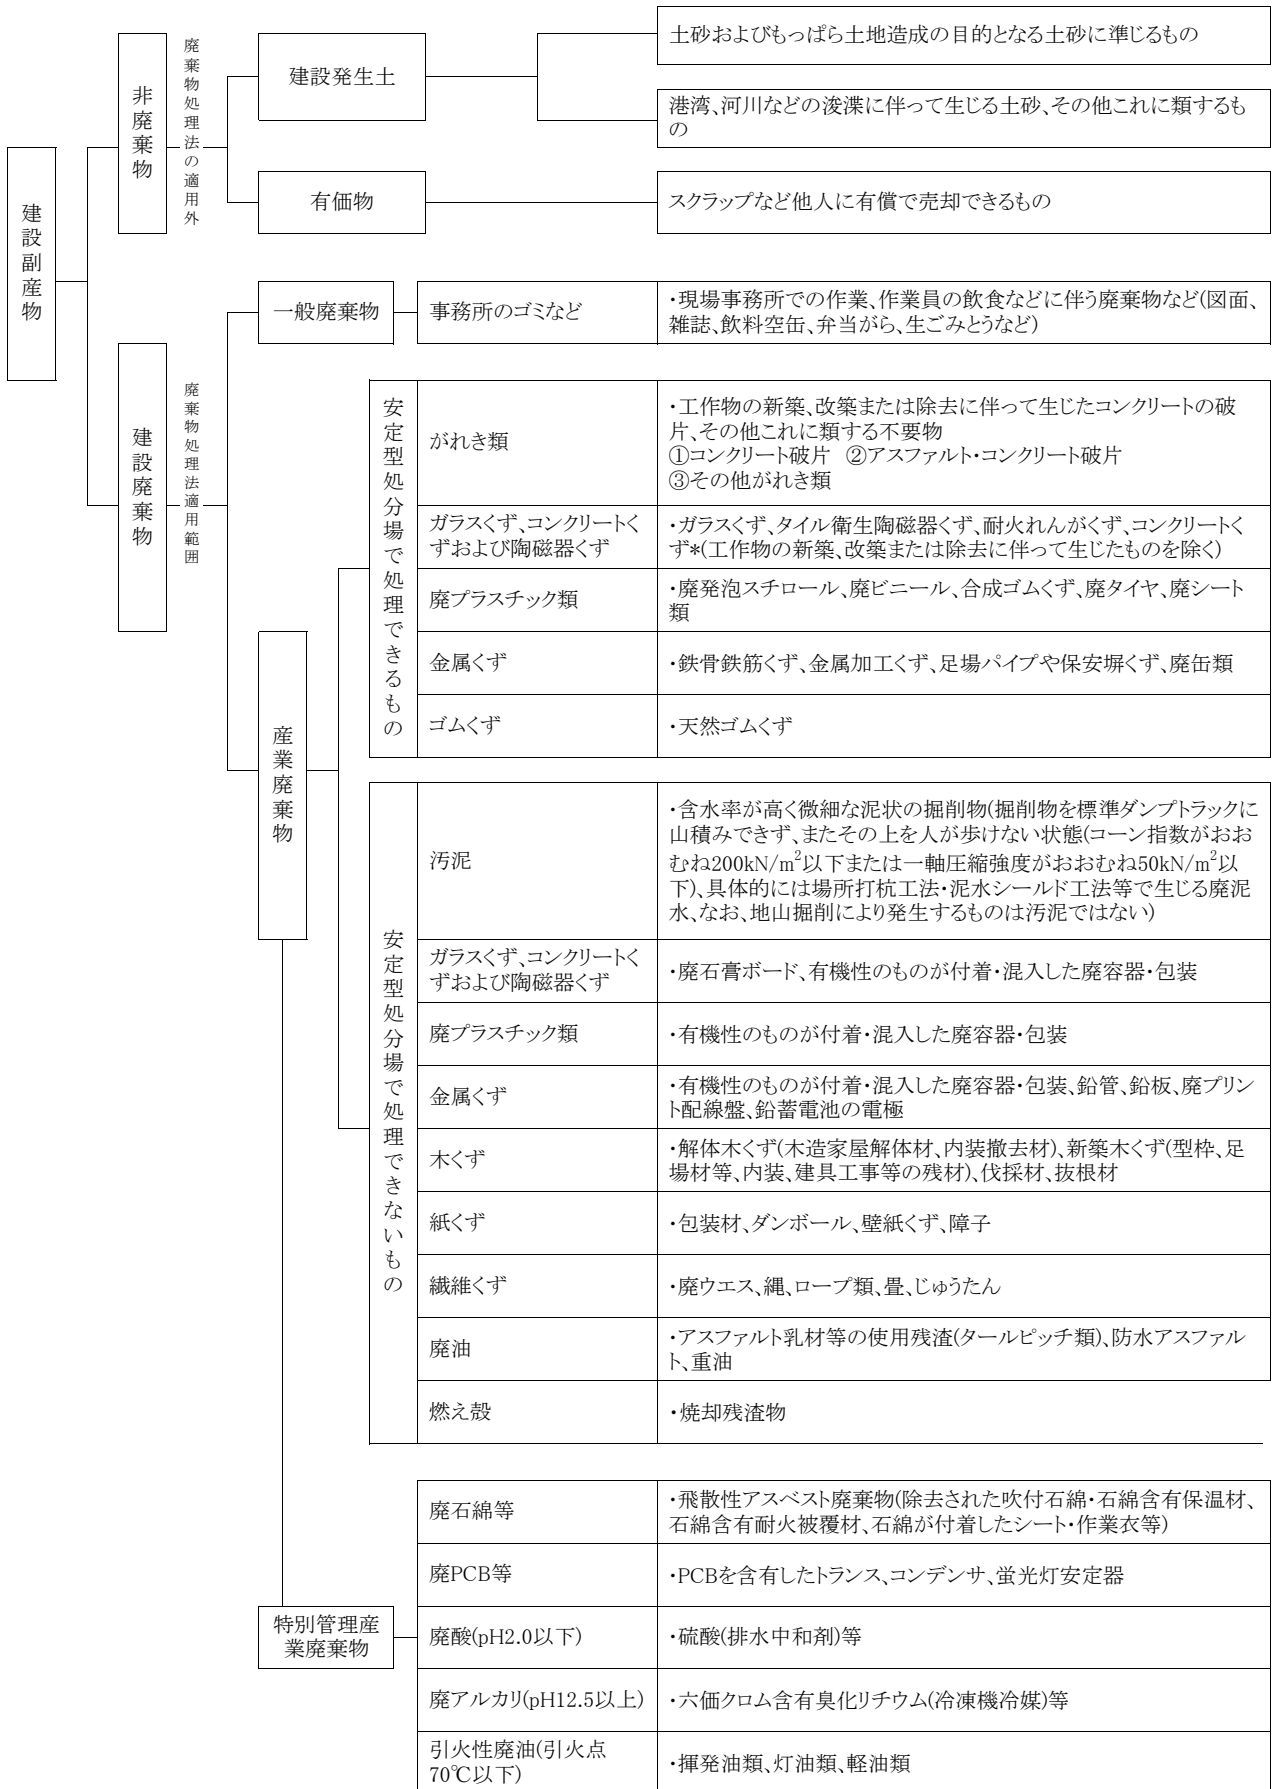 建設副産物
非廃棄物
廃棄物処理法の適用外
建設発生土
土砂およびもっぱら土地造成の目的となる土砂に準じるもの
港湾、河川などの浚渫に伴って生じる土砂、その他これに類するも
の
有価物
スクラップなど他人に有償で売却できるもの
建設廃棄物
廃棄物処理法適用範囲
一般廃棄物
事務所のゴミなど
・現場事務所での作業、作業員の飲食などに伴う廃棄物など(図面、
雑誌、飲料空缶、弁当がら、生ごみとうなど)
産業廃棄物
安定型処分場で処理できるもの
がれき類
・工作物の新築、改築または除去に伴って生じたコンクリートの破
片、その他これに類する不要物
①コンクリート破片 ②アスファルト・コンクリート破片
③その他がれき類
ガラスくず、コンクリートく
ずおよび陶磁器くず
・ガラスくず、タイル衛生陶磁器くず、耐火れんがくず、コンクリートく
ず*(工作物の新築、改築または除去に伴って生じたものを除く)
廃プラスチック類
・廃発泡スチロール、廃ビニール、合成ゴムくず、廃タイヤ、廃シート
類
金属くず
・鉄骨鉄筋くず、金属加工くず、足場パイプや保安塀くず、廃缶類
ゴムくず
・天然ゴムくず
安定型処分場で処理できないもの
汚泥
・含水率が高く微細な泥状の掘削物(掘削物を標準ダンプトラックに
山積みできず、またその上を人が歩けない状態(コーン指数がおお
むね200kN/m²以下または一軸圧縮強度がおおむね50kN/m²以
下)、具体的には場所打杭工法・泥水シールド工法等で生じる廃泥
水、なお、地山掘削により発生するものは汚泥ではない)
ガラスくず、コンクリートく
ずおよび陶磁器くず
・廃石膏ボード、有機性のものが付着・混入した廃容器・包装
廃プラスチック類
・有機性のものが付着・混入した廃容器・包装
金属くず
・有機性のものが付着・混入した廃容器・包装、鉛管、鉛板、廃プリン
ト配線盤、鉛蓄電池の電極
木くず
・解体木くず(木造家屋解体材、内装撤去材)、新築木くず(型枠、足
場材等、内装、建具工事等の残材)、伐採材、抜根材
紙くず
・包装材、ダンボール、壁紙くず、障子
繊維くず
・廃ウエス、縄、ロープ類、畳、じゅうたん
廃油
・アスファルト乳材等の使用残渣(タールピッチ類)、防水アスファル
ト、重油
燃え殻
・焼却残渣物
特別管理産
業廃棄物
廃石綿等
・飛散性アスベスト廃棄物(除去された吹付石綿・石綿含有保温材、
石綿含有耐火被覆材、石綿が付着したシート・作業衣等)
廃PCB等
・PCBを含有したトランス、コンデンサ、蛍光灯安定器
廃酸(pH2.0以下)
・硫酸(排水中和剤)等
廃アルカリ(pH12.5以上)
・六価クロム含有臭化リチウム(冷凍機冷媒)等
引火性廃油(引火点
70℃以下)
・揮発油類、灯油類、軽油類